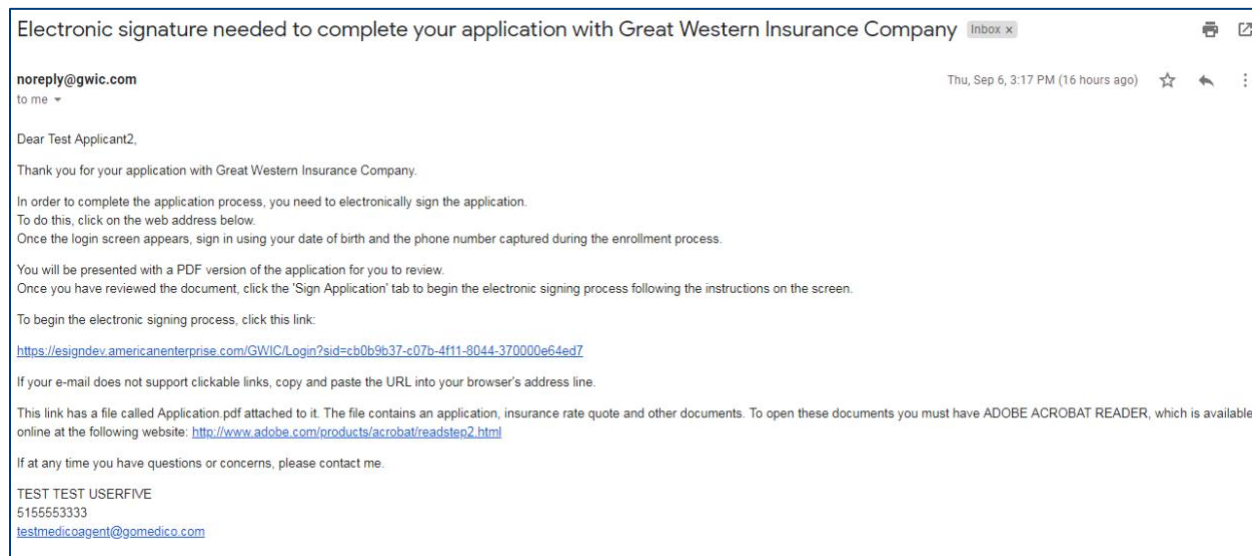 Electronic signature needed to complete your application with Great Western Insurance Company Inbox x
noreply@gwic.com Thu, Sep 6, 3:17 PM (16 hours ago)
to me
Dear Test Applicant2,
Thank you for your application with Great Western Insurance Company.
In order to complete the application process, you need to electronically sign the application.
To do this, click on the web address below.
Once the login screen appears, sign in using your date of birth and the phone number captured during the enrollment process.
You will be presented with a PDF version of the application for you to review.
Once you have reviewed the document, click the 'Sign Application' tab to begin the electronic signing process following the instructions on the screen.
To begin the electronic signing process, click this link:
https://esigndev.americanenterprise.com/GWIC/Login?sid=cb0b9b37-c07b-4f11-8044-370000e64ed7
If your e-mail does not support clickable links, copy and paste the URL into your browser's address line.
This link has a file called Application.pdf attached to it. The file contains an application, insurance rate quote and other documents. To open these documents you must have ADOBE ACROBAT READER, which is available
online at the following website: http://www.adobe.com/products/acrobat/readstep2.html
If at any time you have questions or concerns, please contact me.
TEST TEST USERFIVE
5155553333
testmedicoagent@gomedico.com